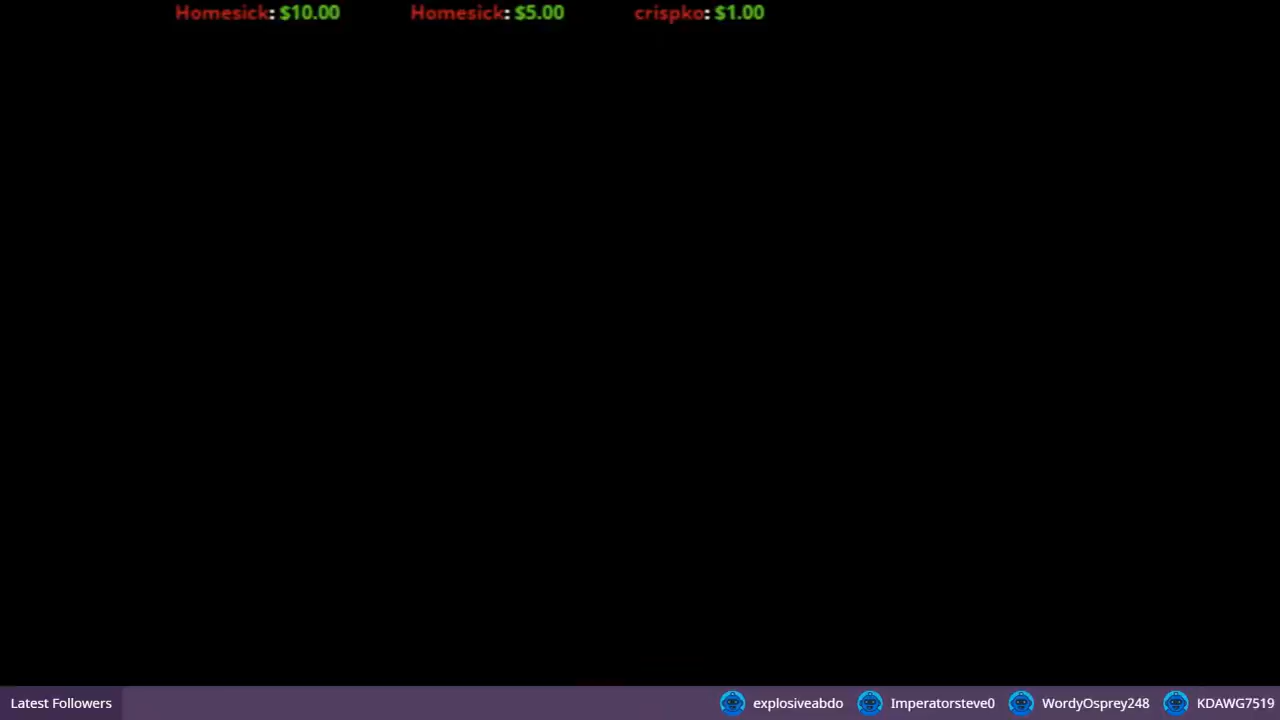 Homesick: $10.00 Homesick: $5.00 crispko: $1.00
Latest Followers explosiveabdo Imperatorsteve0 WordyOsprey248 KDAWG7519